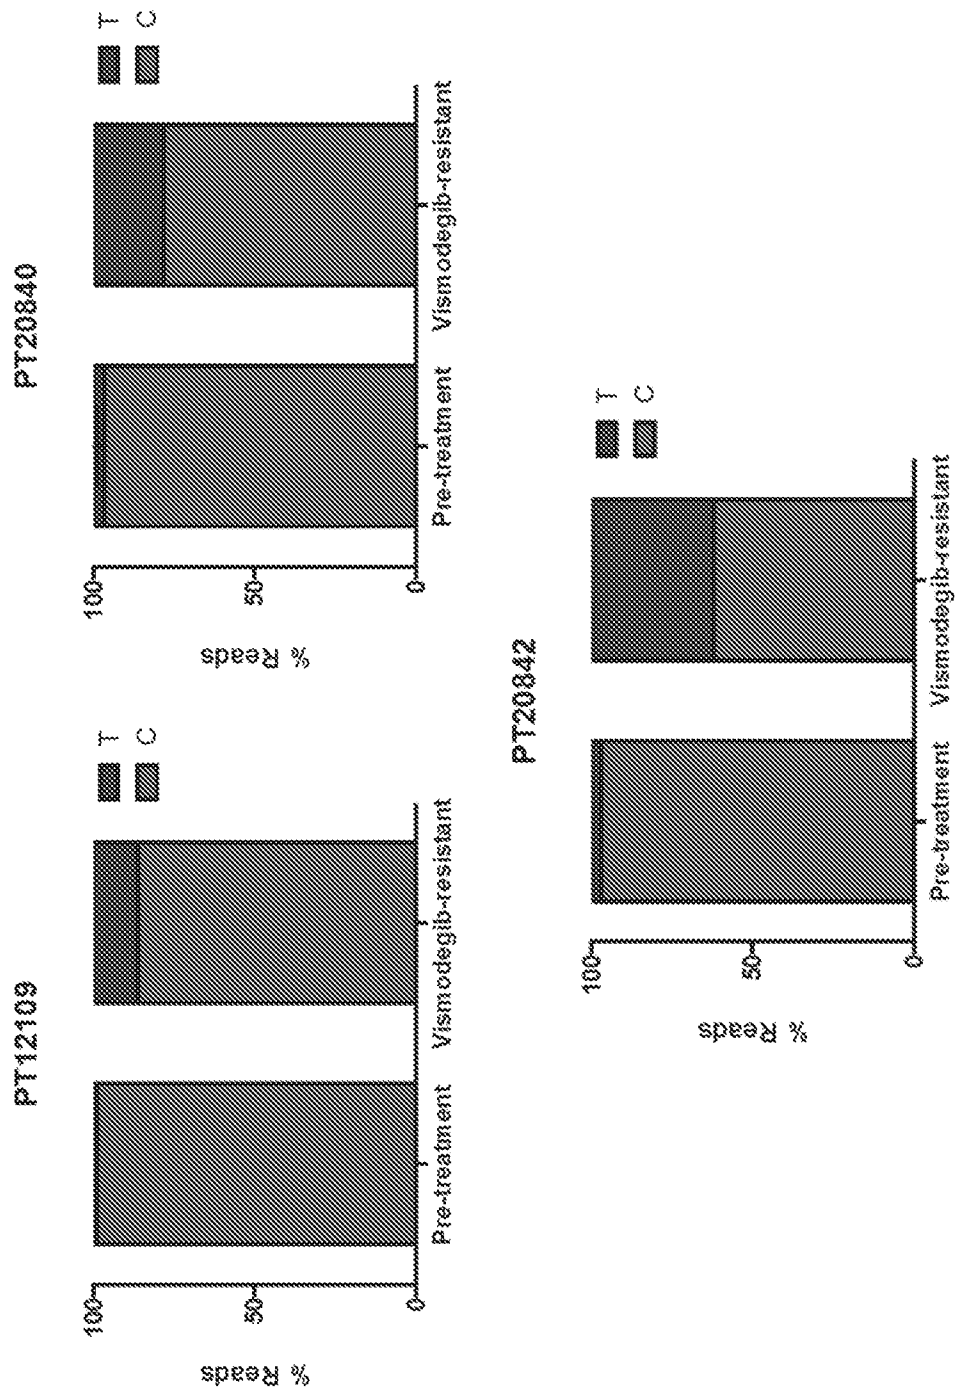 PT12109
% Reads
100
50
0
Pre-treatment
Vismodegib-resistant
T
C
PT20840
% Reads
100
50
0
Pre-treatment
Vismodegib-resistant
T
C
PT20842
% Reads
100
50
0
Pre-treatment
Vismodegib-resistant
T
C